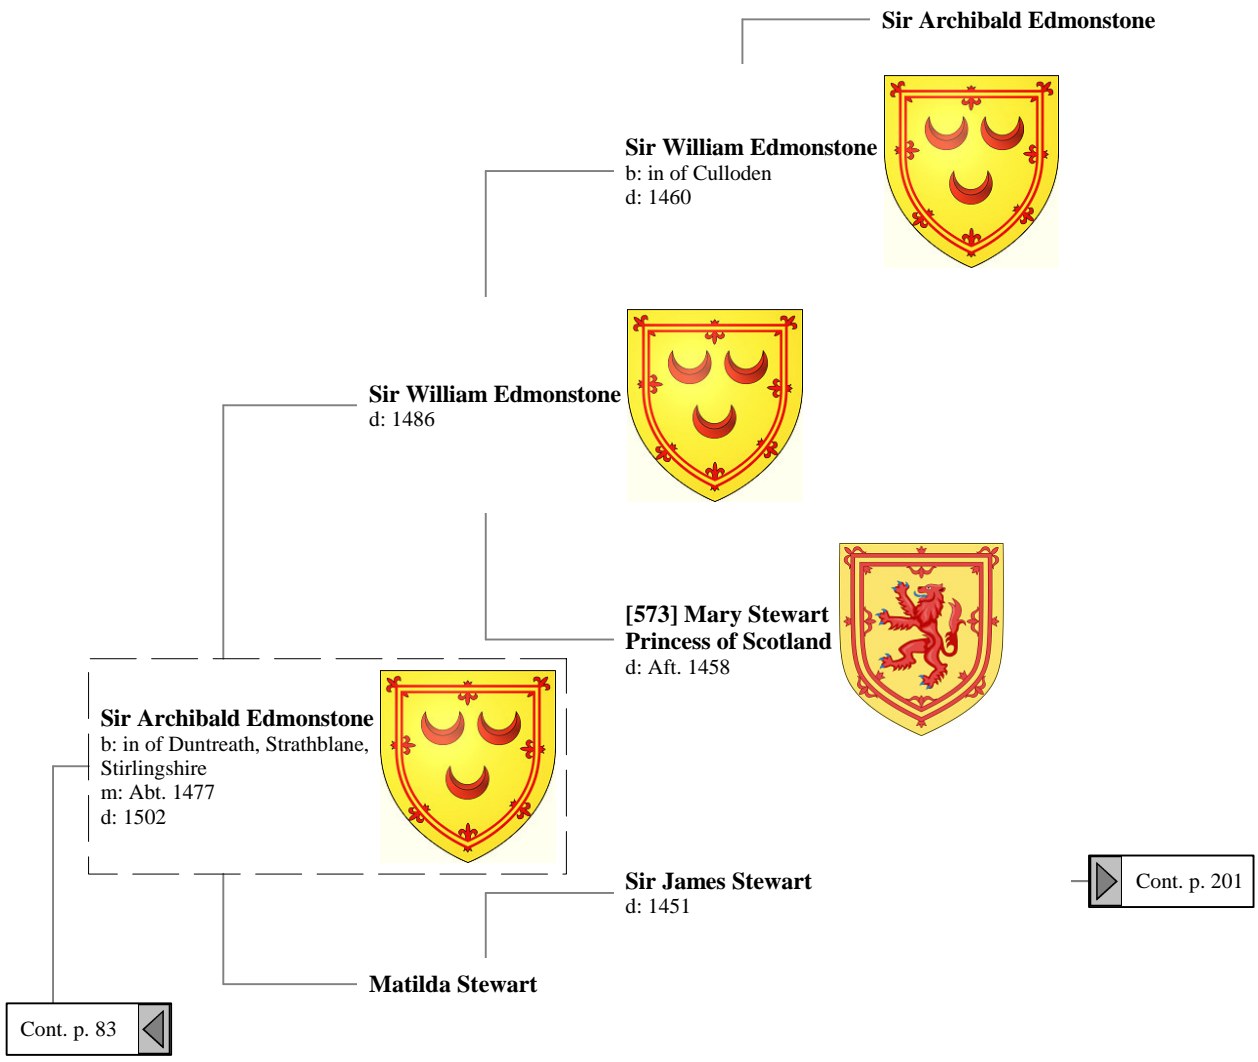 Sir Archibald Edmonstone
Sir William Edmonstone
b: in of Culloden
d: 1460
Sir William Edmonstone
d: 1486
[573] Mary Stewart
Princess of Scotland
d: Aft. 1458
Sir Archibald Edmonstone
b: in of Duntreath, Strathblane,
Stirlingshire
m: Abt. 1477
d: 1502
Sir James Stewart
d: 1451
Cont. p. 201
Matilda Stewart
Cont. p. 83